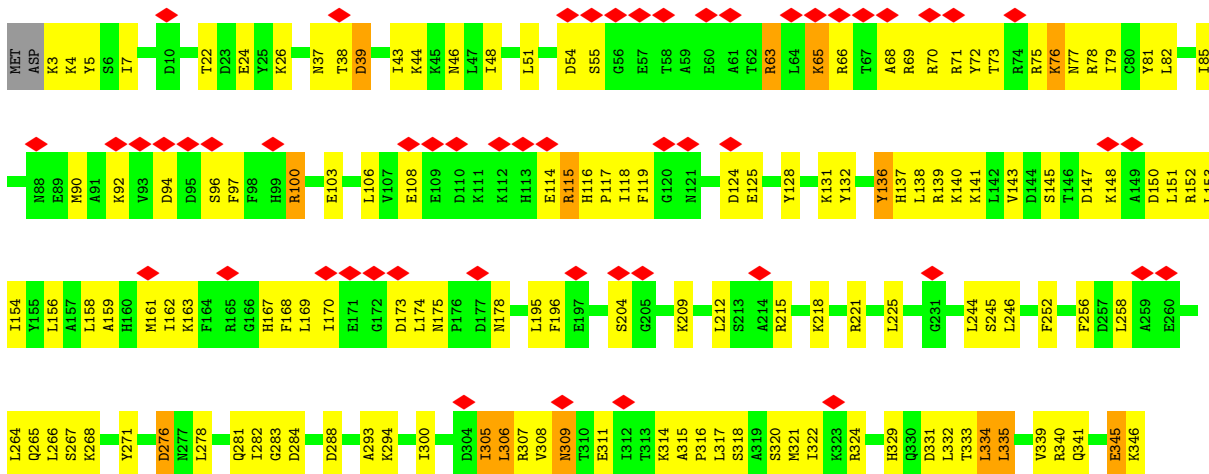 MET ASP K3 K4 Y5 S6 I7 D10 T22 D23 E24 Y25 K26 N37 T38 D39 I43 K44 K45 N46 L47 I48 L51 D54 S55 G56 E57 T58 A59 E60 A61 T62 R63 L64 K65 R66 T67 A68 R69 R70 R71 Y72 T73 R74 R75 K76 N77 R78 I79 C80 Y81 L82 I85
N88 E89 M90 A91 K92 V93 D94 D95 S96 F97 F98 H99 R100 E103 L106 V107 E108 E109 D110 K111 K112 H113 E114 R115 H116 P117 I118 F119 G120 N121 D124 E125 Y128 K131 Y132 Y136 H137 L138 R139 K140 K141 L142 V143 D144 S145 T146 D147 K148 A149 D150 L151 R152 L153
I154 Y155 L156 A157 L158 A159 H160 M161 I162 K163 F164 R165 G166 H167 F168 L169 I170 E171 G172 D173 L174 N175 P176 D177 N178 L195 F196 E197 S204 G205 K209 L212 S213 A214 R215 K218 R221 L225 G231 L244 S245 L246 F252 F256 D257 L258 A259 E260
L264 Q265 L266 S267 K268 Y271 D276 N277 L278 Q281 I282 G283 D284 D288 A293 K294 I300 D304 I305 L306 R307 V308 N309 T310 E311 I312 T313 K314 A315 P316 L317 S318 A319 S320 M321 I322 K323 R324 H329 Q330 D331 L332 T333 L334 L335 V339 R340 Q341 E345 K346